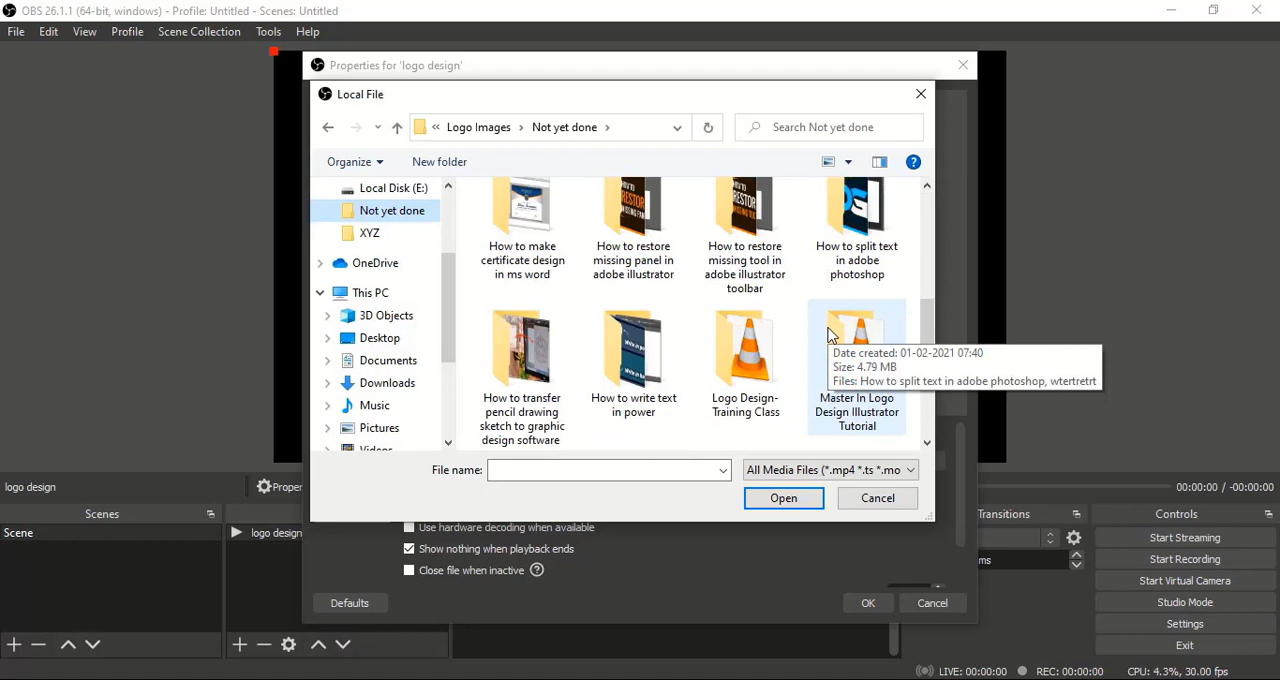 OBS 26.1.1 (64-bit, windows) - Profile: Untitled - Scenes: Untitled
File Edit View Profile Scene Collection Tools Help
Properties for 'logo design'
Local File
« Logo Images › Not yet done ›
Search Not yet done
Organize
New folder
Local Disk (E:)
Not yet done
XYZ
OneDrive
This PC
3D Objects
Desktop
Documents
Downloads
Music
Pictures
Videos
How to make
certificate design
in ms word
How to restore
missing panel in
adobe illustrator
How to restore
missing tool in
adobe illustrator
toolbar
How to split text
in adobe
photoshop
How to transfer
pencil drawing
sketch to graphic
design software
How to write text
in power
Logo Design-
Training Class
Master In Logo
Design Illustrator
Tutorial
Date created: 01-02-2021 07:40
Size: 4.79 MB
Files: How to split text in adobe photoshop, wtertretrt
File name:
All Media Files (*.mp4 *.ts *.mo
Open
Cancel
Use hardware decoding when available
Show nothing when playback ends
Close file when inactive
Defaults
OK
Cancel
logo design
Proper
00:00:00 / -00:00:00
Scenes
Scene
logo design
Transitions
ms
Controls
Start Streaming
Start Recording
Start Virtual Camera
Studio Mode
Settings
Exit
LIVE: 00:00:00
REC: 00:00:00
CPU: 4.3%, 30.00 fps